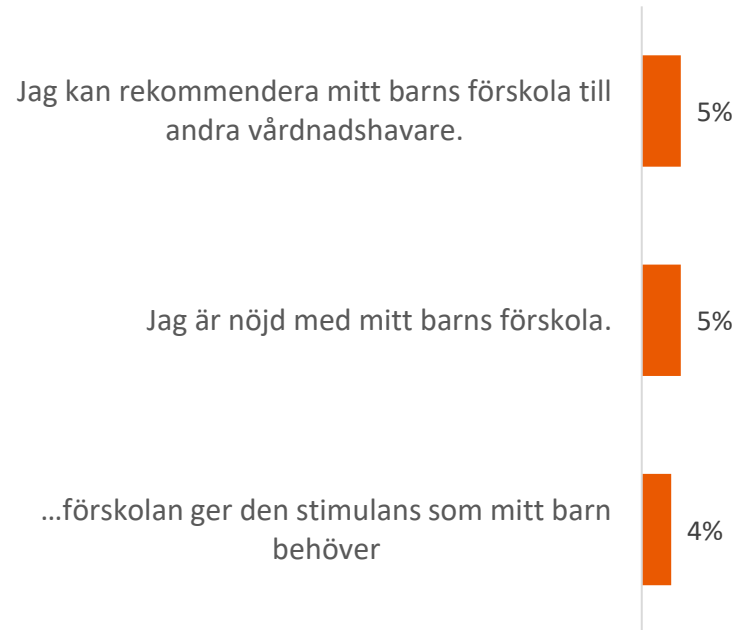 Jag kan rekommendera mitt barns förskola till
andra vårdnadshavare.
5%
Jag är nöjd med mitt barns förskola.
5%
...förskolan ger den stimulans som mitt barn
behöver
4%